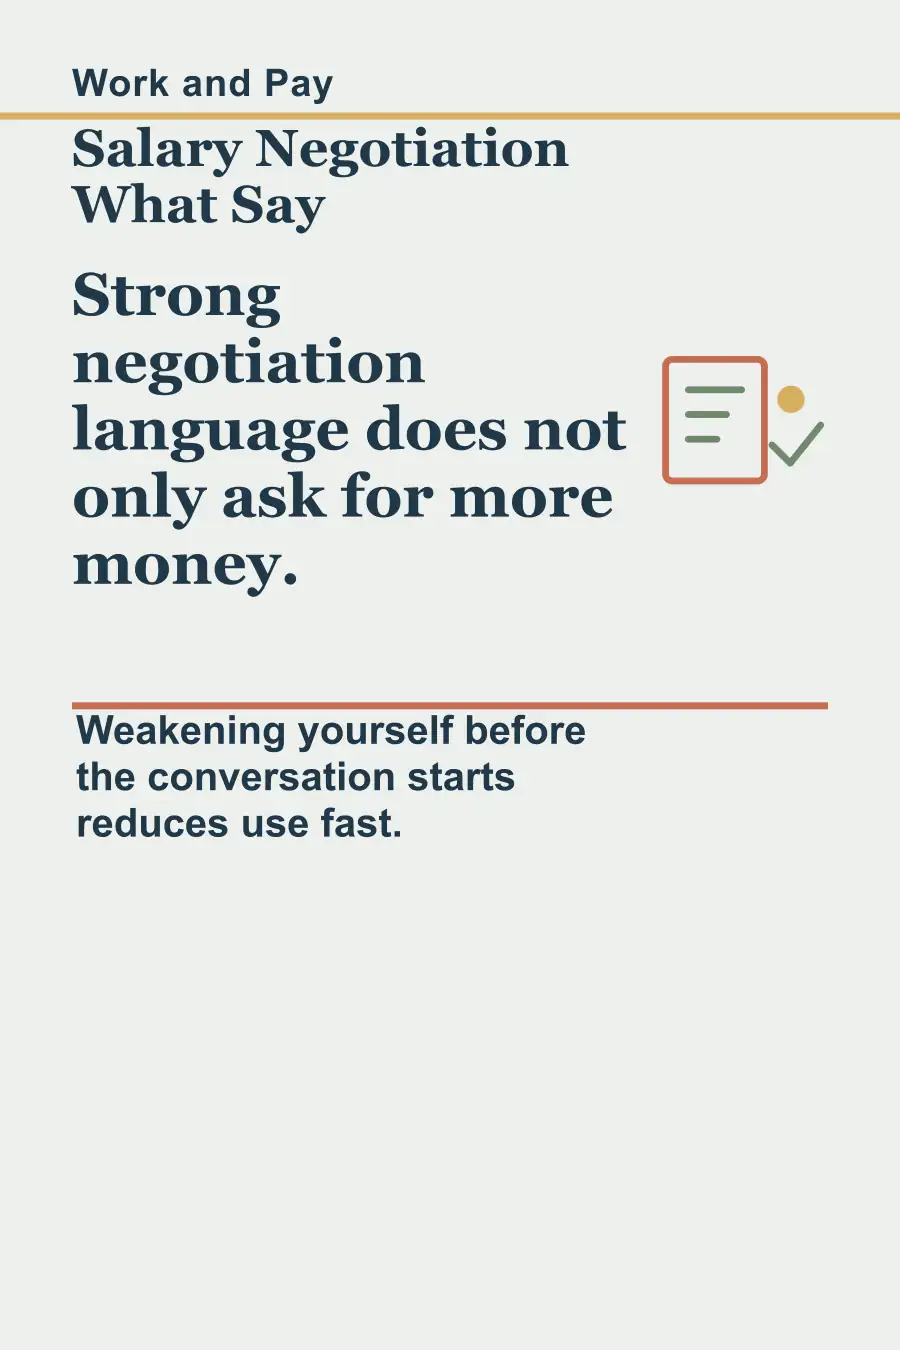 Work and Pay
Salary Negotiation
What Say
Strong
negotiation
language does not
only ask for more
money.
Weakening yourself before
the conversation starts
reduces use fast.